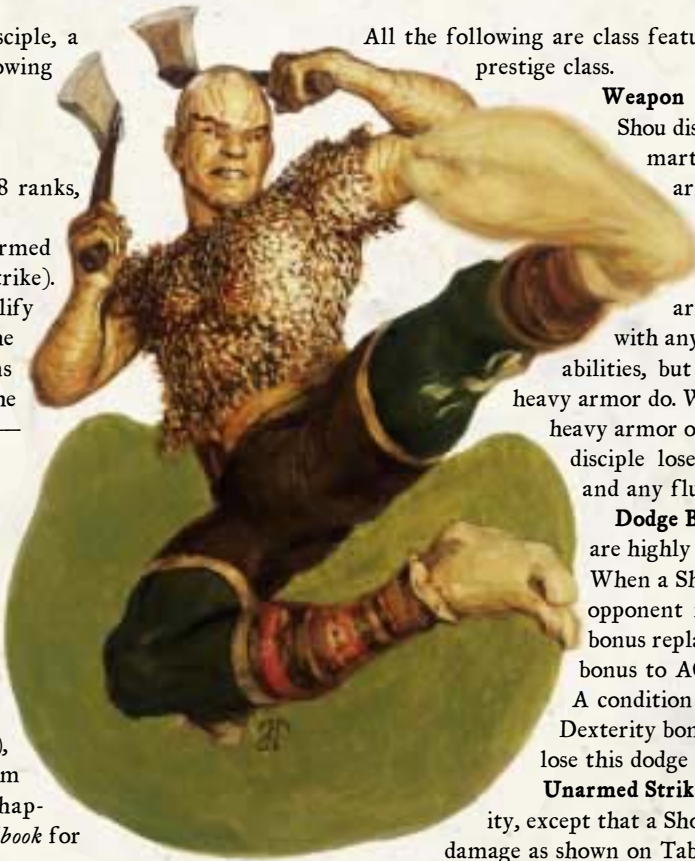 sciple, a
owing
8 ranks,
rmed
rike).
lify
ne
ns
he
),
m
hap-
book for
All the following are class featu
prestige class.
Weapon
Shou dis
mart
ar
ar
with any
abilities, but
heavy armor do. W
heavy armor o
disciple lose
and any flu
Dodge B
are highly
When a Sh
opponent
bonus repla
bonus to AC
A condition
Dexterity bon
lose this dodge
Unarmed Strik
ity, except that a Sho
damage as shown on Tab